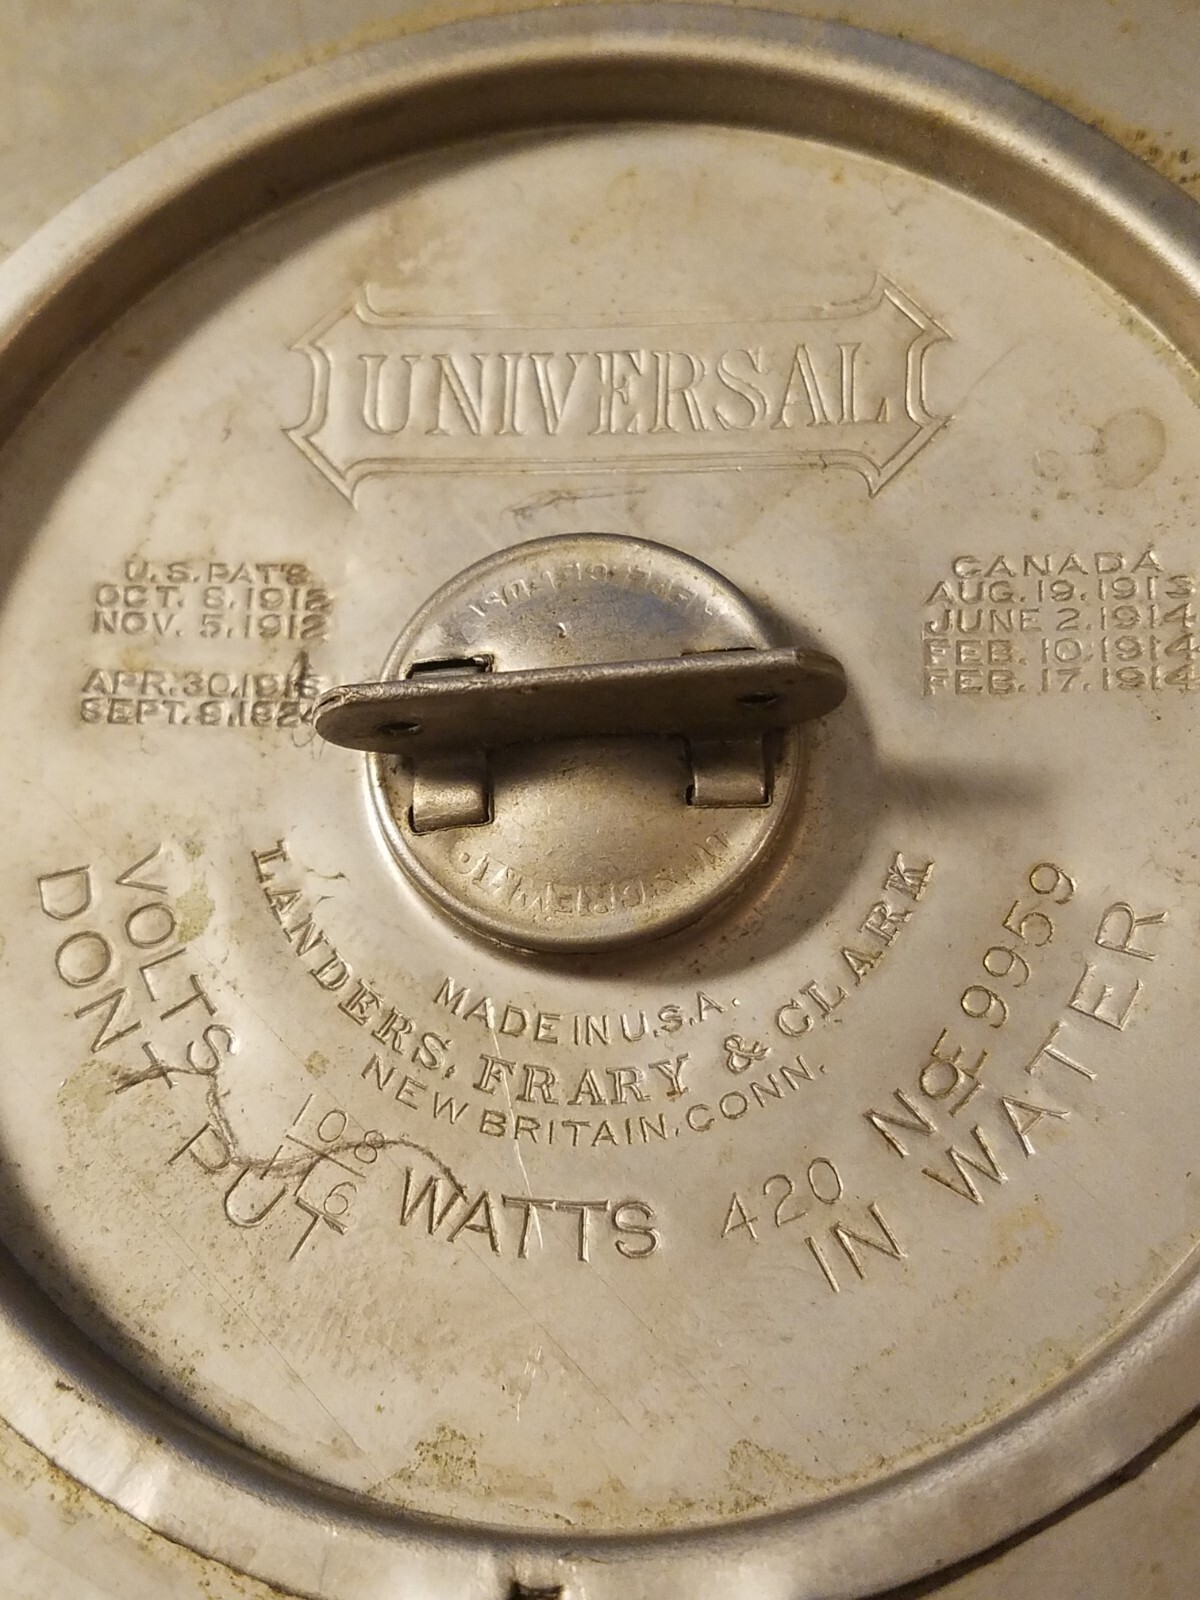 UNIVERSAL
U.S. PAT'S
OCT. 8, 1912
NOV. 5, 1912
APR. 30, 1918
SEPT. 9, 1924
CANADA
AUG. 19, 1913
JUNE 2, 1914
FEB. 10, 1914
FEB. 17, 1914
MADE IN U.S.A.
LANDERS, FRARY & CLARK
NEW BRITAIN, CONN.
VOLTS 108 116 WATTS 420 NO E 9959
DON'T PUT IN WATER